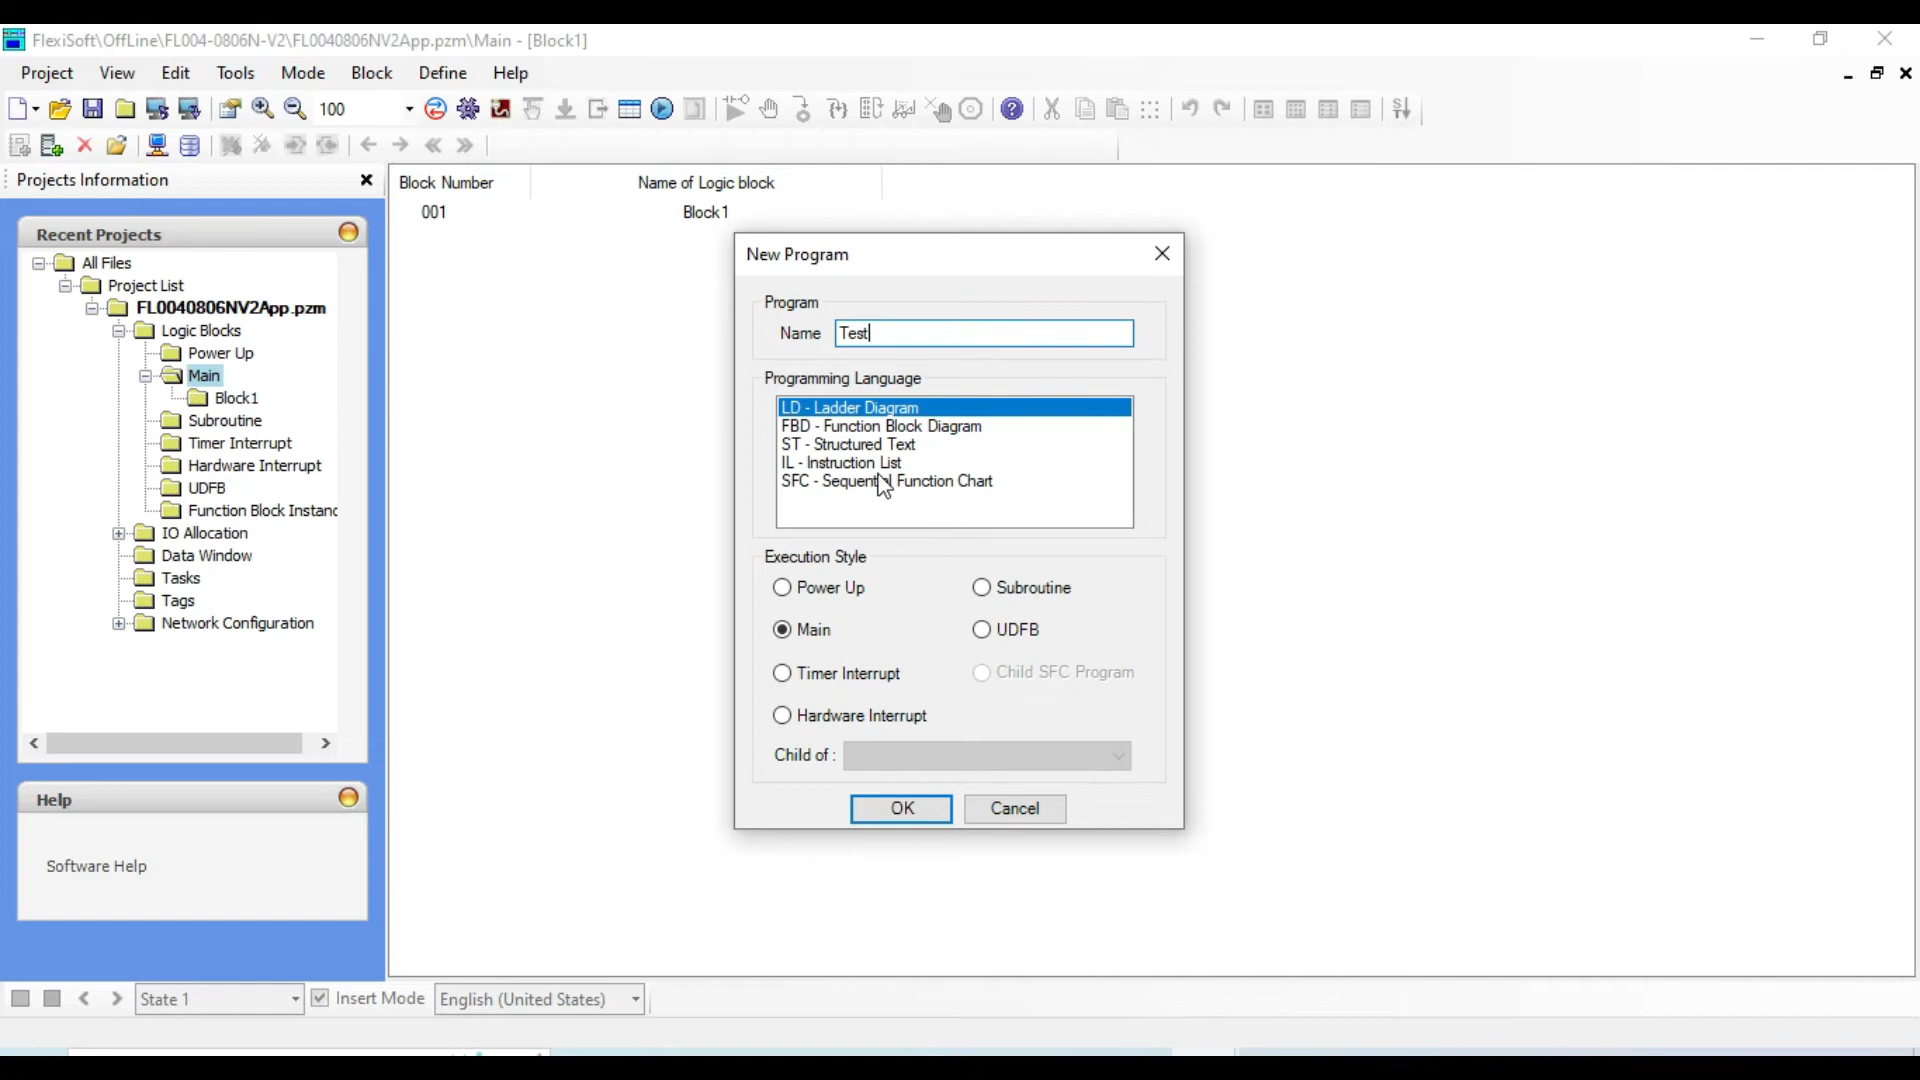 FlexiSoft\OffLine\FL004-0806N-V2\FL0040806NV2App.pzm\Main - [Block1]
Project View Edit Tools Mode Block Define Help
100
Projects Information
Block Number Name of Logic block
001 Block1
Recent Projects
All Files
Project List
FL0040806NV2App.pzm
Logic Blocks
Power Up
Main
Block1
Subroutine
Timer Interrupt
Hardware Interrupt
UDFB
Function Block Instanc
IO Allocation
Data Window
Tasks
Tags
Network Configuration
Help
Software Help
New Program
Program
Name Test
Programming Language
LD - Ladder Diagram
FBD - Function Block Diagram
ST - Structured Text
IL - Instruction List
SFC - Sequential Function Chart
Execution Style
Power Up Subroutine
Main UDFB
Timer Interrupt Child SFC Program
Hardware Interrupt
Child of :
OK Cancel
State 1 Insert Mode English (United States)